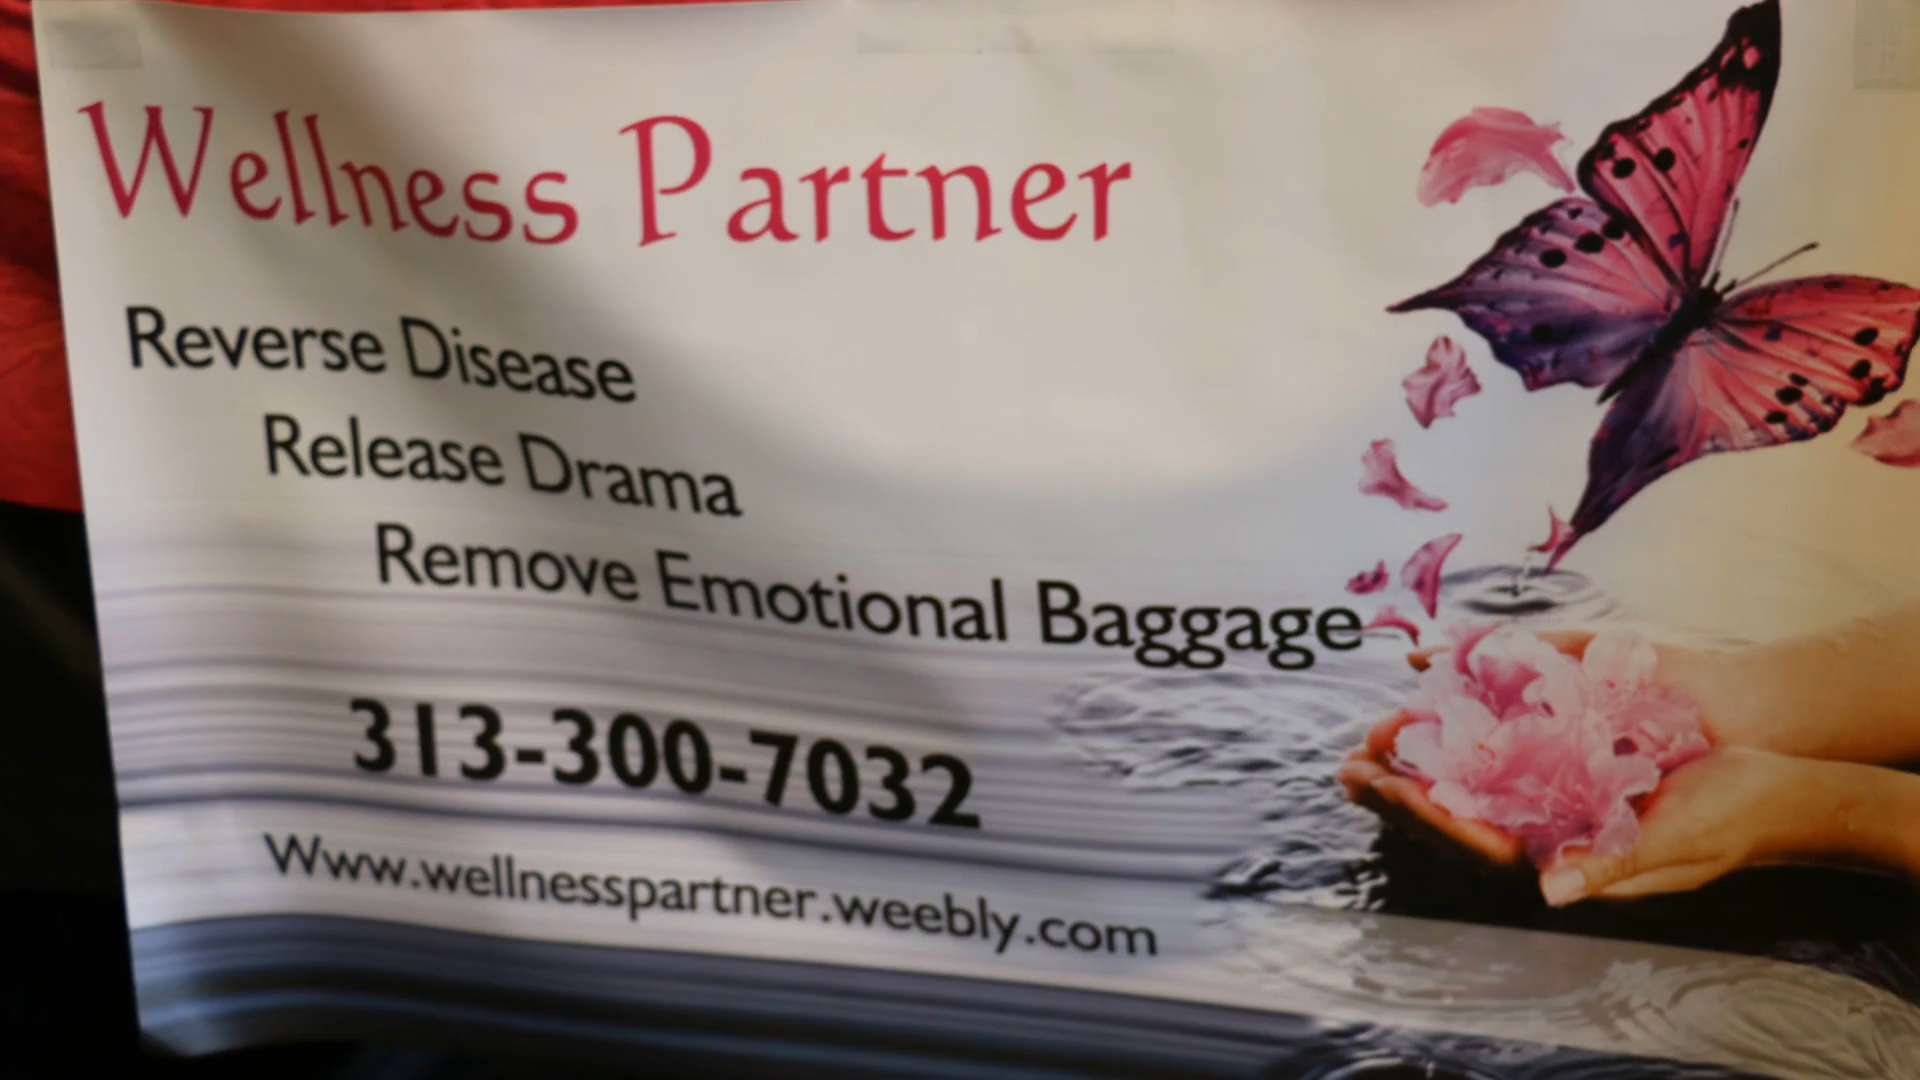 Wellness Partner
Reverse Disease
Release Drama
Remove Emotional Baggage
313-300-7032
Www.wellnesspartner.weebly.com